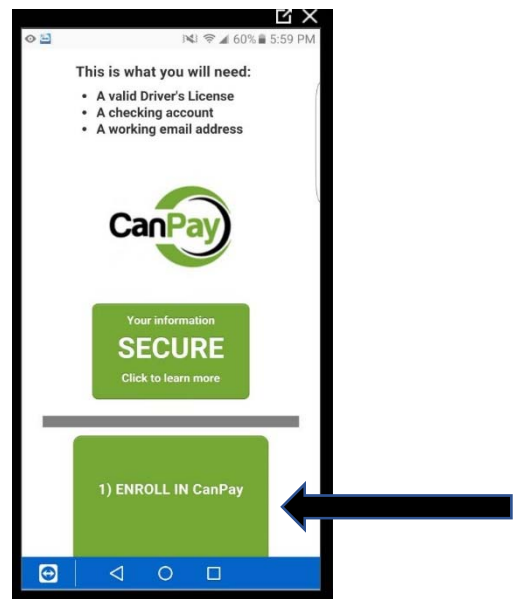 60% 5:59 PM
This is what you will need:
• A valid Driver's License
• A checking account
• A working email address
CanPay
Your information
SECURE
Click to learn more
1) ENROLL IN CanPay